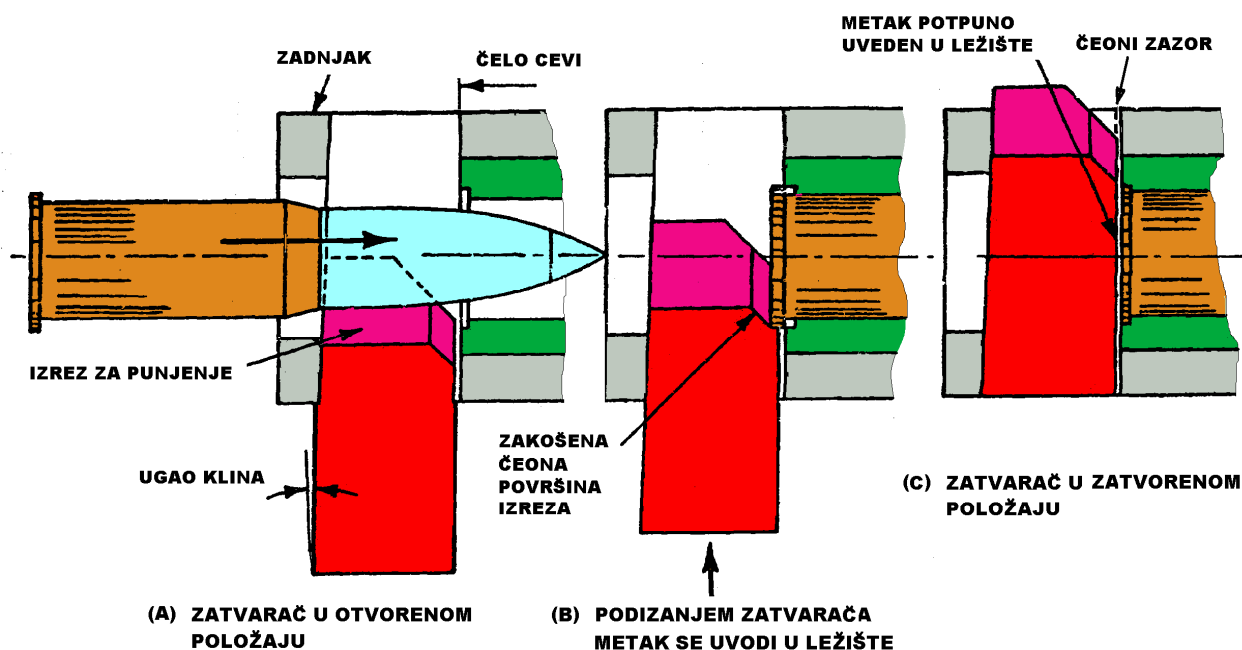 ZADNJAK
ČELO CEVI
METAK POTPUNO
UVEDEN U LEŽIŠTE
ČEONI ZAZOR
IZREZ ZA PUNJENJE
UGAO KLINA
ZAKOŠENA
ČEONA
POVRŠINA
IZREZA
(A) ZATVARAČ U OTVORENOM
POLOŽAJU
(B) PODIZANJEM ZATVARAČA
METAK SE UVODI U LEŽIŠTE
(C) ZATVARAČ U ZATVORENOM
POLOŽAJU